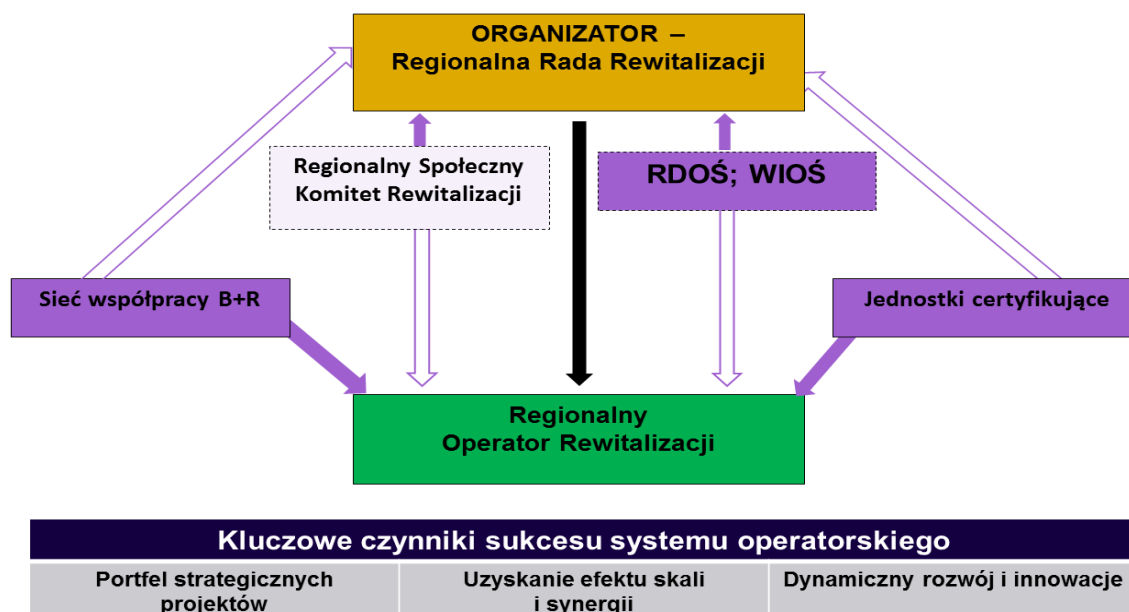 ORGANIZATOR –
Regionalna Rada Rewitalizacji
Regionalny Społeczny
Komitet Rewitalizacji
RDOŚ; WIOŚ
Sieć współpracy B+R
Jednostki certyfikujące
Regionalny
Operator Rewitalizacji
Kluczowe czynniki sukcesu systemu operatorskiego
Portfel strategicznych
projektów
Uzyskanie efektu skali
i synergii
Dynamiczny rozwój i innowacje